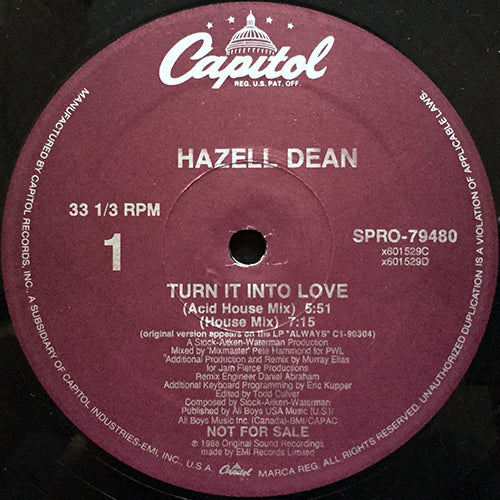 Capitol
REG. U.S. PAT. OFF.
HAZELL DEAN
33 1/3 RPM
1
SPRO-79480
x601529C
x601529D
TURN IT INTO LOVE
(Acid House Mix) 5:51
(House Mix) 7:15
(original version appears on the LP "ALWAYS" C1-90304)
A Stock-Aitken-Waterman Production
Mixed by 'Mixmaster' Pete Hammond for PWL
Additional Production and Remix by Murray Elias
for Jam Fierce Productions
Remix Engineer Daniel Abraham
Additional Keyboard Programming by Eric Kupper
Edited by Todd Culver
Composed by Stock-Aitken-Waterman
Published by All Boys USA Music (U.S.)/
All Boys Music Inc. (Canada)-BMI/CAPAC
NOT FOR SALE
℗ 1988 Original Sound Recordings
made by EMI Records Limited
Capitol
MANUFACTURED BY CAPITOL RECORDS, INC., A SUBSIDIARY OF CAPITOL INDUSTRIES-EMI, INC., U.S.A. MARCA REG. ALL RIGHTS RESERVED. UNAUTHORIZED DUPLICATION IS A VIOLATION OF APPLICABLE LAWS.